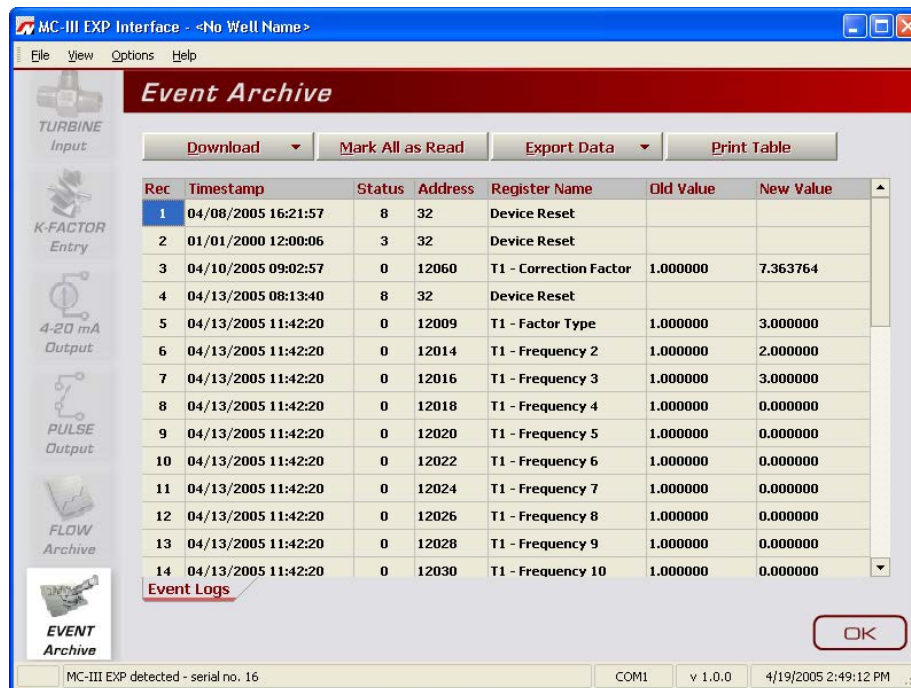 MC-III EXP Interface - <No Well Name>
File View Options Help
Event Archive
TURBINE
Input
K-FACTOR
Entry
4-20 mA
Output
PULSE
Output
FLOW
Archive
EVENT
Archive
Download Mark All as Read Export Data Print Table
Rec Timestamp Status Address Register Name Old Value New Value
1 04/08/2005 16:21:57 8 32 Device Reset
2 01/01/2000 12:00:06 3 32 Device Reset
3 04/10/2005 09:02:57 0 12060 T1 - Correction Factor 1.000000 7.363764
4 04/13/2005 08:13:40 8 32 Device Reset
5 04/13/2005 11:42:20 0 12009 T1 - Factor Type 1.000000 3.000000
6 04/13/2005 11:42:20 0 12014 T1 - Frequency 2 1.000000 2.000000
7 04/13/2005 11:42:20 0 12016 T1 - Frequency 3 1.000000 3.000000
8 04/13/2005 11:42:20 0 12018 T1 - Frequency 4 1.000000 0.000000
9 04/13/2005 11:42:20 0 12020 T1 - Frequency 5 1.000000 0.000000
10 04/13/2005 11:42:20 0 12022 T1 - Frequency 6 1.000000 0.000000
11 04/13/2005 11:42:20 0 12024 T1 - Frequency 7 1.000000 0.000000
12 04/13/2005 11:42:20 0 12026 T1 - Frequency 8 1.000000 0.000000
13 04/13/2005 11:42:20 0 12028 T1 - Frequency 9 1.000000 0.000000
14 04/13/2005 11:42:20 0 12030 T1 - Frequency 10 1.000000 0.000000
Event Logs
OK
MC-III EXP detected - serial no. 16 COM1 v 1.0.0 4/19/2005 2:49:12 PM